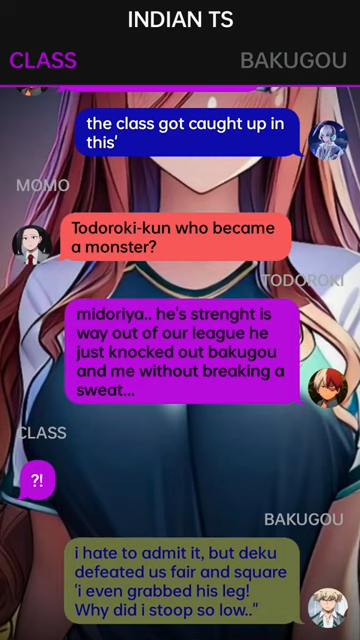 INDIAN TS
CLASS
BAKUGOU
the class got caught up in
this'
MOMO
Todoroki-kun who became
a monster?
TODOROKI
midoriya.. he's strenght is
way out of our league he
just knocked out bakugou
and me without breaking a
sweat...
CLASS
?!
BAKUGOU
i hate to admit it, but deku
defeated us fair and square
'i even grabbed his leg!
Why did i stoop so low.."